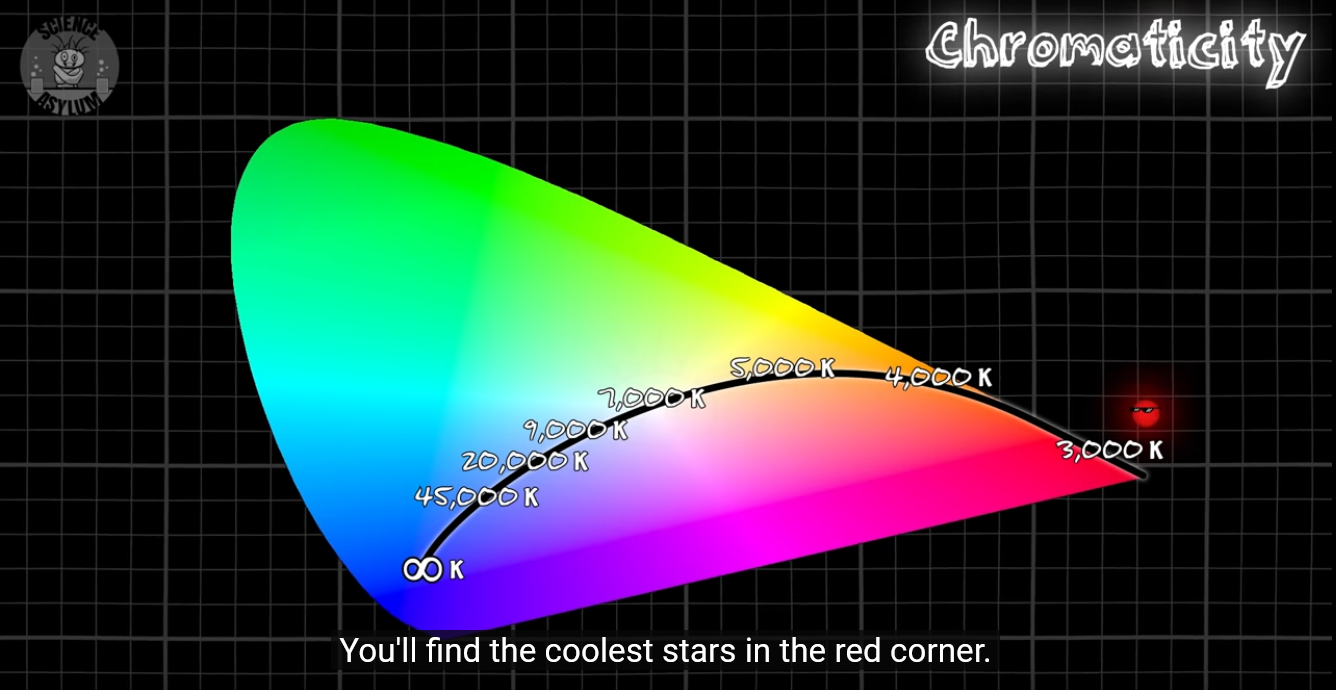 SCIENCE
ASYLUM
Chromaticity
5,000 K
4,000 K
7,000 K
9,000 K
3,000 K
20,000 K
45,000 K
∞ K
You'll find the coolest stars in the red corner.